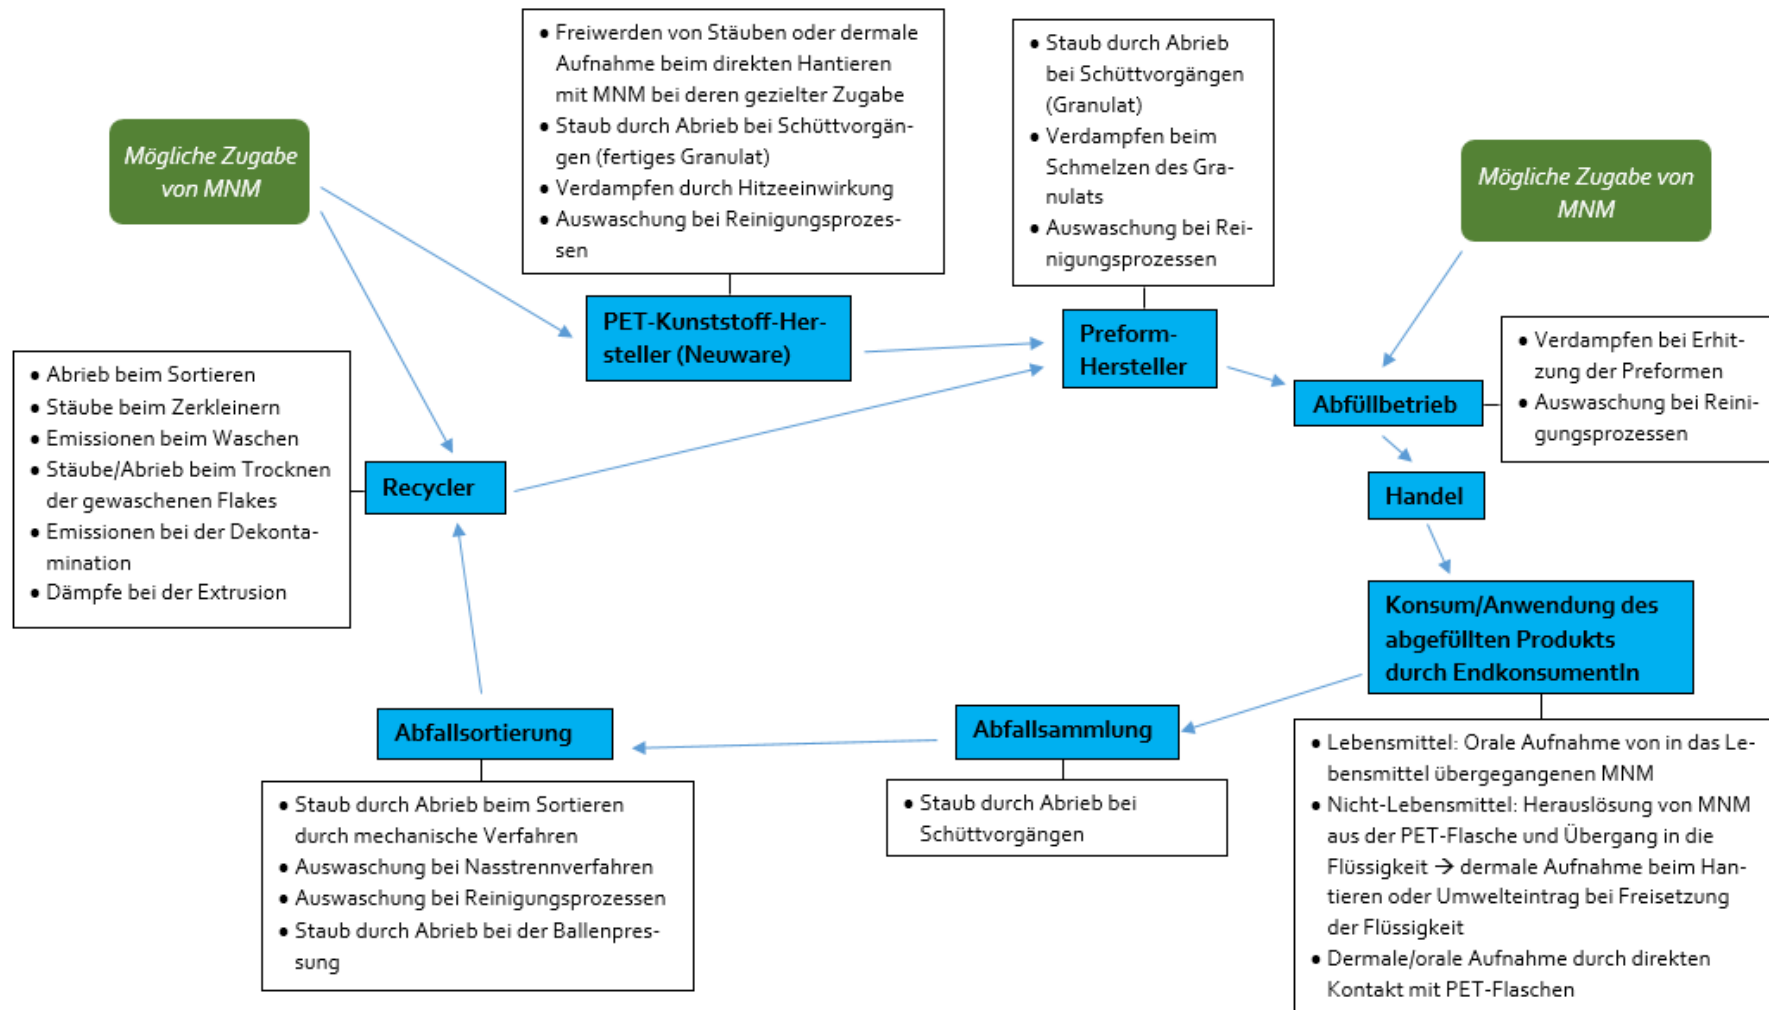 • Freiwerden von Stäuben oder dermale
Aufnahme beim direkten Hantieren
mit MNM bei deren gezielter Zugabe
• Staub durch Abrieb bei Schüttvorgän-
gen (fertiges Granulat)
• Verdampfen durch Hitzeeinwirkung
• Auswaschung bei Reinigungsprozes-
sen
• Staub durch Abrieb
bei Schüttvorgängen
(Granulat)
• Verdampfen beim
Schmelzen des Gra-
nulats
• Auswaschung bei Rei-
nigungsprozessen
Mögliche Zugabe
von MNM
Mögliche Zugabe von
MNM
PET-Kunststoff-Her-
steller (Neuware)
Preform-
Hersteller
• Verdampfen bei Erhit-
zung der Preformen
• Auswaschung bei Reini-
gungsprozessen
Abfüllbetrieb
• Abrieb beim Sortieren
• Stäube beim Zerkleinern
• Emissionen beim Waschen
• Stäube/Abrieb beim Trocknen
der gewaschenen Flakes
• Emissionen bei der Dekonta-
mination
• Dämpfe bei der Extrusion
Recycler
Handel
Konsum/Anwendung des
abgefüllten Produkts
durch EndkonsumentIn
Abfallsortierung
Abfallsammlung
• Staub durch Abrieb beim Sortieren
durch mechanische Verfahren
• Auswaschung bei Nasstrennverfahren
• Auswaschung bei Reinigungsprozessen
• Staub durch Abrieb bei der Ballenpres-
sung
• Staub durch Abrieb bei
Schüttvorgängen
• Lebensmittel: Orale Aufnahme von in das Le-
bensmittel übergegangenen MNM
• Nicht-Lebensmittel: Herauslösung von MNM
aus der PET-Flasche und Übergang in die
Flüssigkeit → dermale Aufnahme beim Han-
tieren oder Umwelteintrag bei Freisetzung
der Flüssigkeit
• Dermale/orale Aufnahme durch direkten
Kontakt mit PET-Flaschen